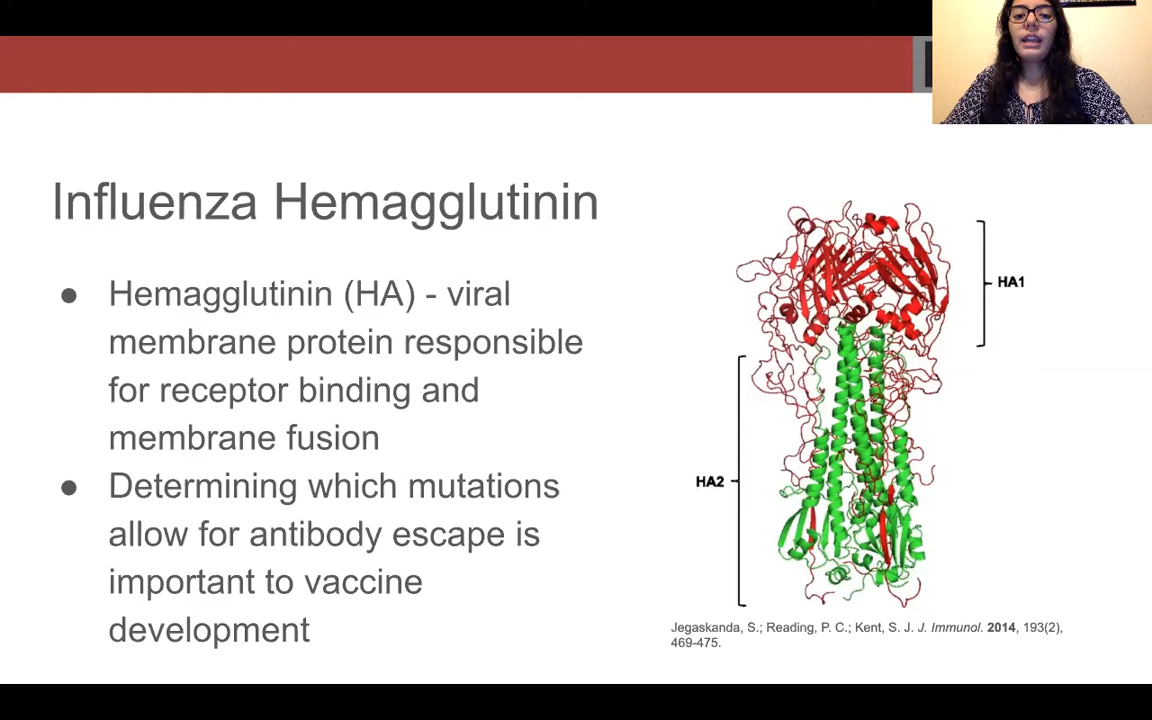 Influenza Hemagglutinin
● Hemagglutinin (HA) - viral
membrane protein responsible
for receptor binding and
membrane fusion
● Determining which mutations
allow for antibody escape is
important to vaccine
development
HA1
HA2
Jegaskanda, S.; Reading, P. C.; Kent, S. J. J. Immunol. 2014, 193(2),
469-475.